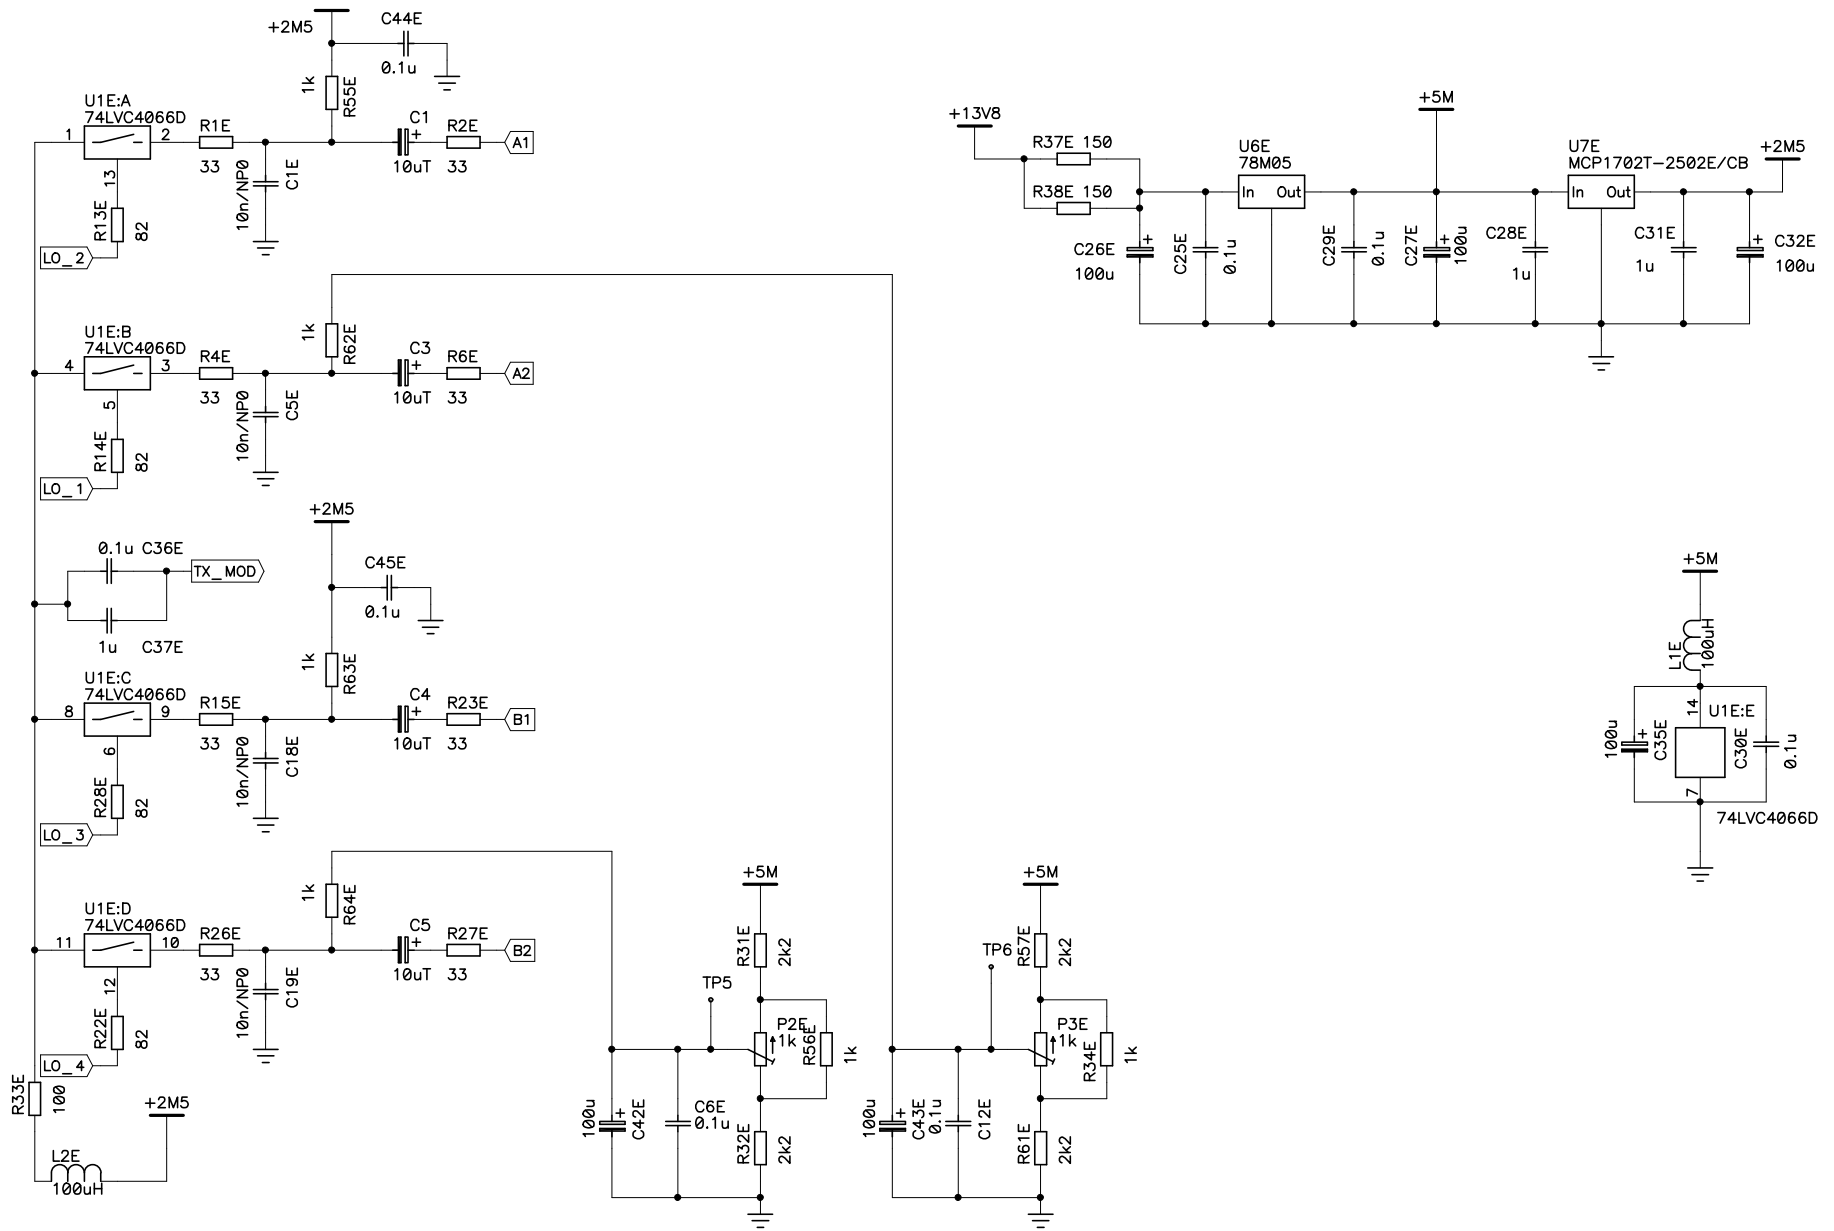 +2M5
C44E
0.1u
1k
R55E
U1E:A
74LVC4066D
1
2
13
R1E
33
10n/NP0
C1E
C1
+
10uT
R2E
33
A1
R13E
82
LO_2
U1E:B
74LVC4066D
4
3
5
R4E
33
10n/NP0
C5E
1k
R62E
C3
+
10uT
R6E
33
A2
R14E
82
LO_1
+2M5
0.1u C36E
TX_MOD
1u C37E
C45E
0.1u
1k
R63E
U1E:C
74LVC4066D
8
9
6
R15E
33
10n/NP0
C18E
C4
+
10uT
R23E
33
B1
R28E
82
LO_3
U1E:D
74LVC4066D
11
10
12
R26E
33
10n/NP0
C19E
1k
R64E
C5
+
10uT
R27E
33
B2
R22E
82
LO_4
R33E
100
+2M5
L2E
100uH
+5M
R31E
2k2
TP5
P2E
1k
R56E
1k
100u
+
C42E
C6E
0.1u
R32E
2k2
+5M
R57E
2k2
TP6
P3E
1k
R34E
1k
100u
+
C43E
0.1u
C12E
R61E
2k2
+13V8
R37E 150
R38E 150
C26E
+
100u
C25E
0.1u
U6E
78M05
In Out
C29E
0.1u
+5M
C27E
+
100u
C28E
1u
U7E
MCP1702T-2502E/CB
In Out
+2M5
C31E
1u
+
C32E
100u
+5M
L1E
100uH
14
U1E:E
100u
+
C35E
C30E
0.1u
7
74LVC4066D